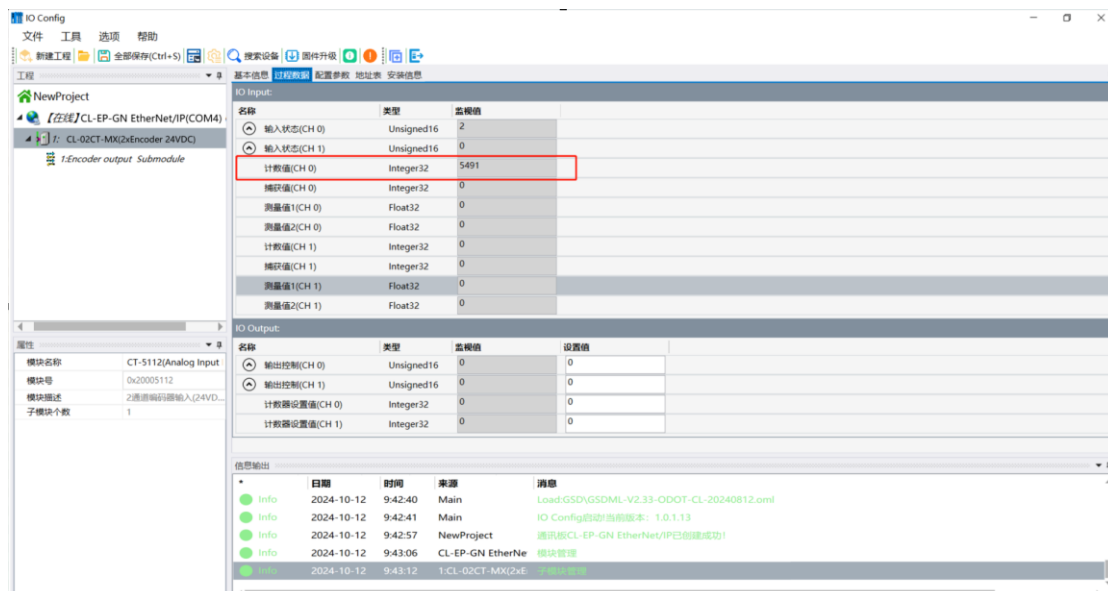 IO Config
文件 工具 选项 帮助
新建工程 全部保存(Ctrl+S) 搜索设备 固件升级
工程
基本信息 过程数据 配置参数 地址表 安装信息
NewProject
【在线】CL-EP-GN EtherNet/IP(COM4)
1: CL-02CT-MX(2xEncoder 24VDC)
1:Encoder output Submodule
IO Input:
名称 类型 监视值
输入状态(CH 0) Unsigned16 2
输入状态(CH 1) Unsigned16 0
计数值(CH 0) Integer32 5491
捕获值(CH 0) Integer32 0
测量值1(CH 0) Float32 0
测量值2(CH 0) Float32 0
计数值(CH 1) Integer32 0
捕获值(CH 1) Integer32 0
测量值1(CH 1) Float32 0
测量值2(CH 1) Float32 0
IO Output:
名称 类型 监视值 设置值
输出控制(CH 0) Unsigned16 0 0
输出控制(CH 1) Unsigned16 0 0
计数器设置值(CH 0) Integer32 0 0
计数器设置值(CH 1) Integer32 0 0
属性
模块名称 CT-5112(Analog Input
模块号 0x20005112
模块描述 2通道编码器输入(24VD...
子模块个数 1
信息输出
* 日期 时间 来源 消息
Info 2024-10-12 9:42:40 Main Load:GSD\GSDML-V2.33-ODOT-CL-20240812.oml
Info 2024-10-12 9:42:41 Main IO Config启动!当前版本：1.0.1.13
Info 2024-10-12 9:42:57 NewProject 通讯板CL-EP-GN EtherNet/IP已创建成功!
Info 2024-10-12 9:43:06 CL-EP-GN EtherNe 模块管理
Info 2024-10-12 9:43:12 1:CL-02CT-MX(2xE 子模块管理